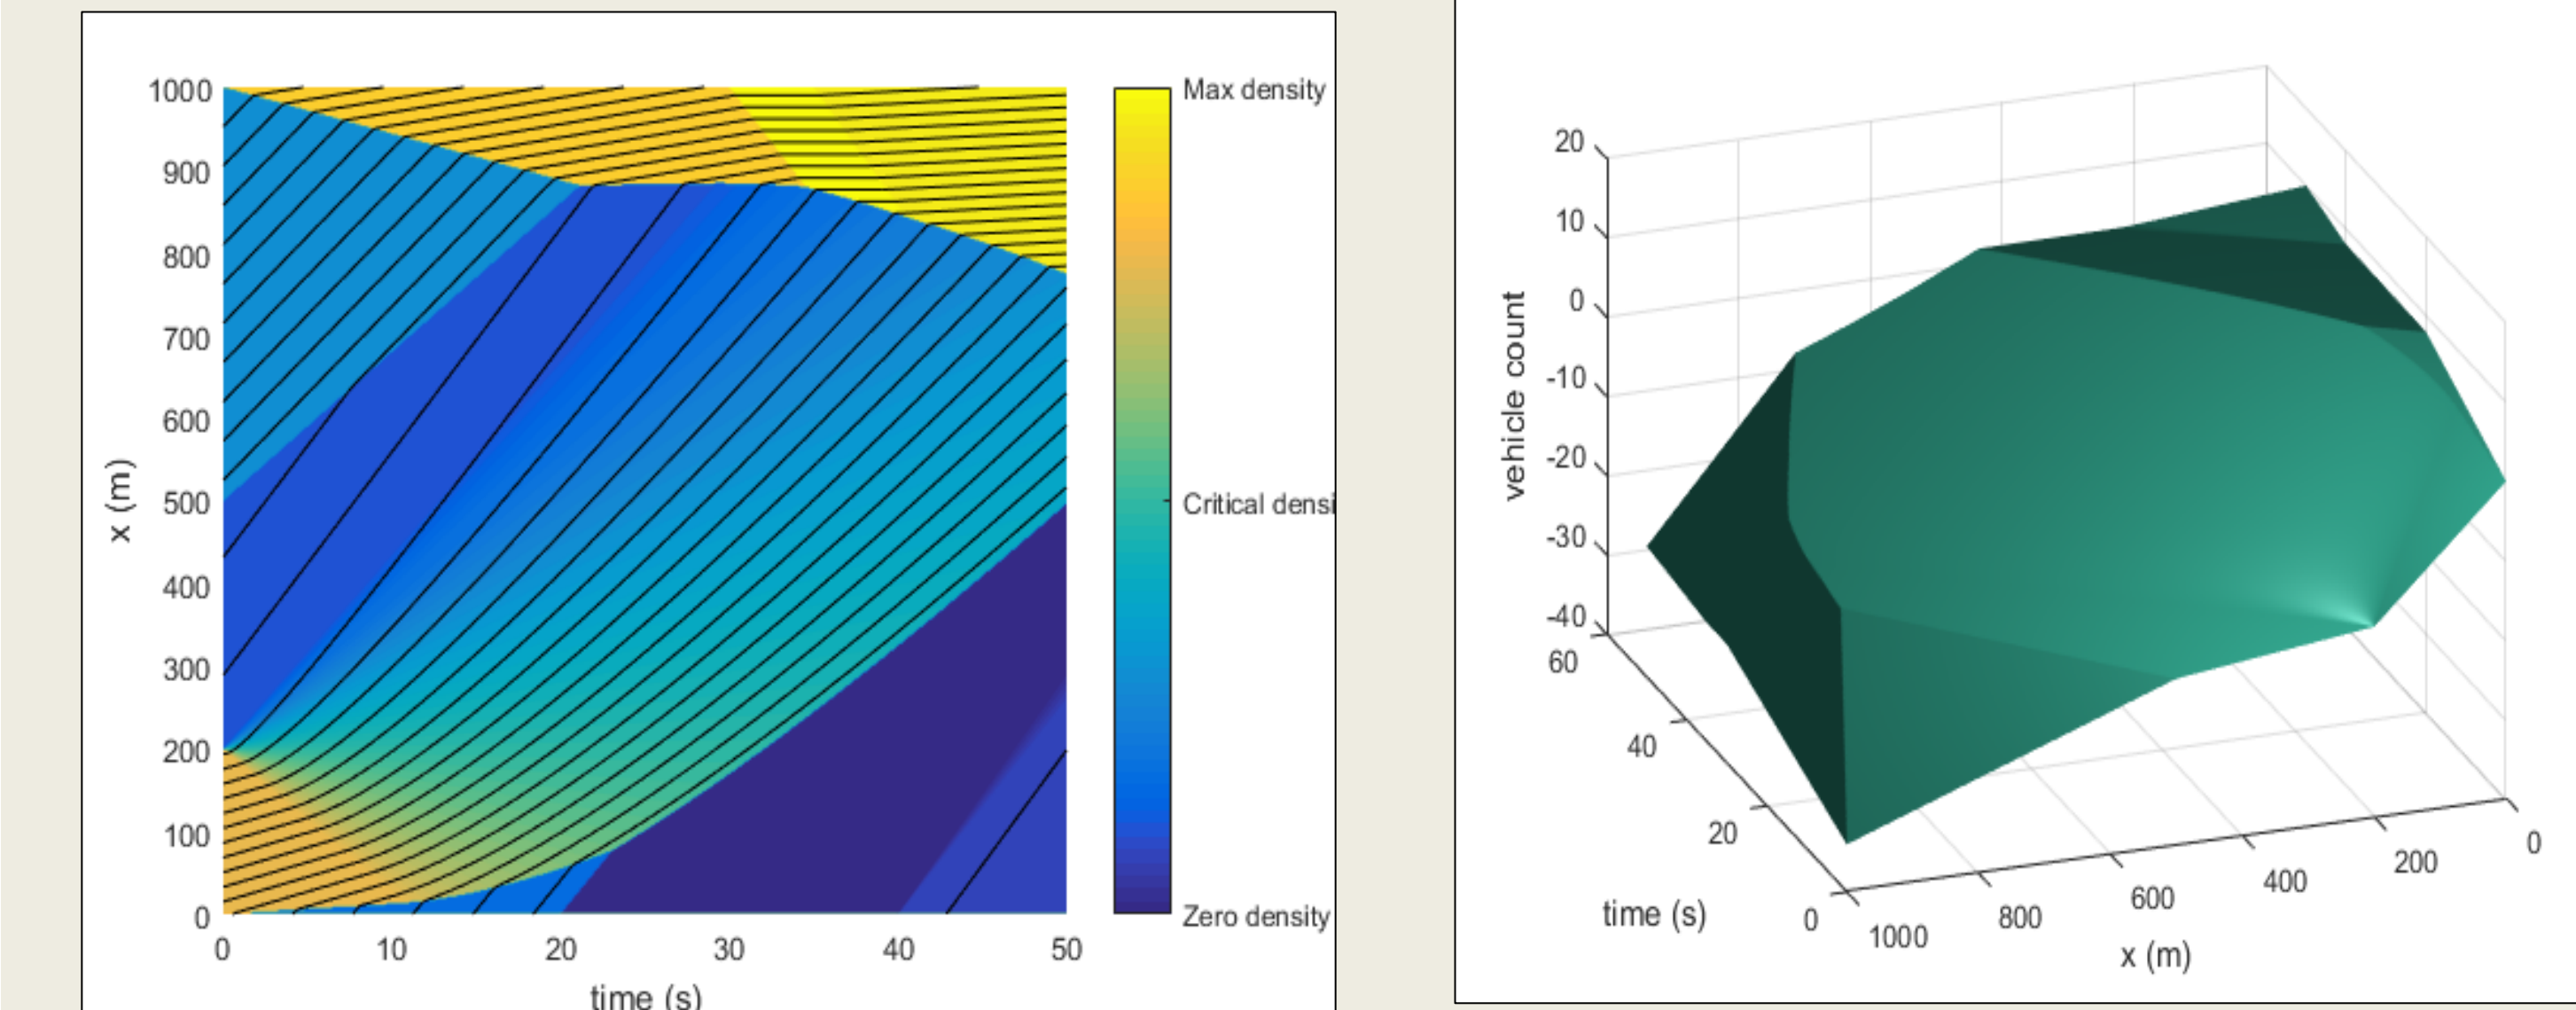 1000
900
800
700
600
500
400
300
200
100
0
x (m)
0 10 20 30 40 50
time (s)
Max density
Critical densi
Zero density
20
10
0
-10
-20
-30
-40
vehicle count
60
40
20
0
time (s)
1000 800 600 400 200 0
x (m)